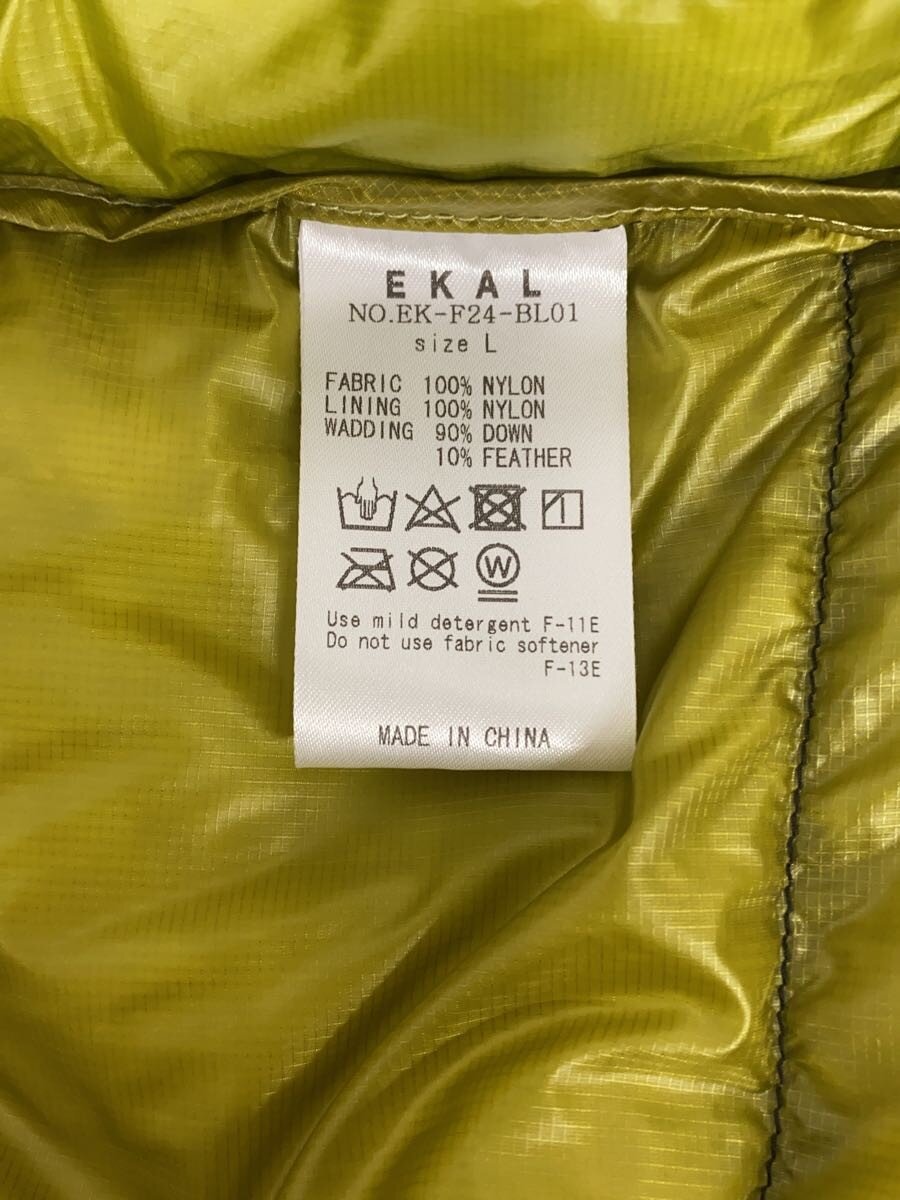 EKAL
NO.EK-F24-BL01
size L
FABRIC 100% NYLON
LINING 100% NYLON
WADDING 90% DOWN
10% FEATHER
W
Use mild detergent F-11E
Do not use fabric softener
F-13E
MADE IN CHINA